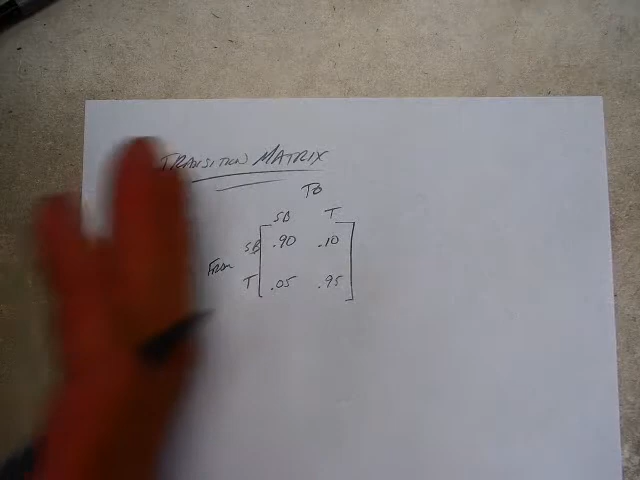 TRANSITION MATRIX
TO
SB T
SB .90 .10
From
T .05 .95